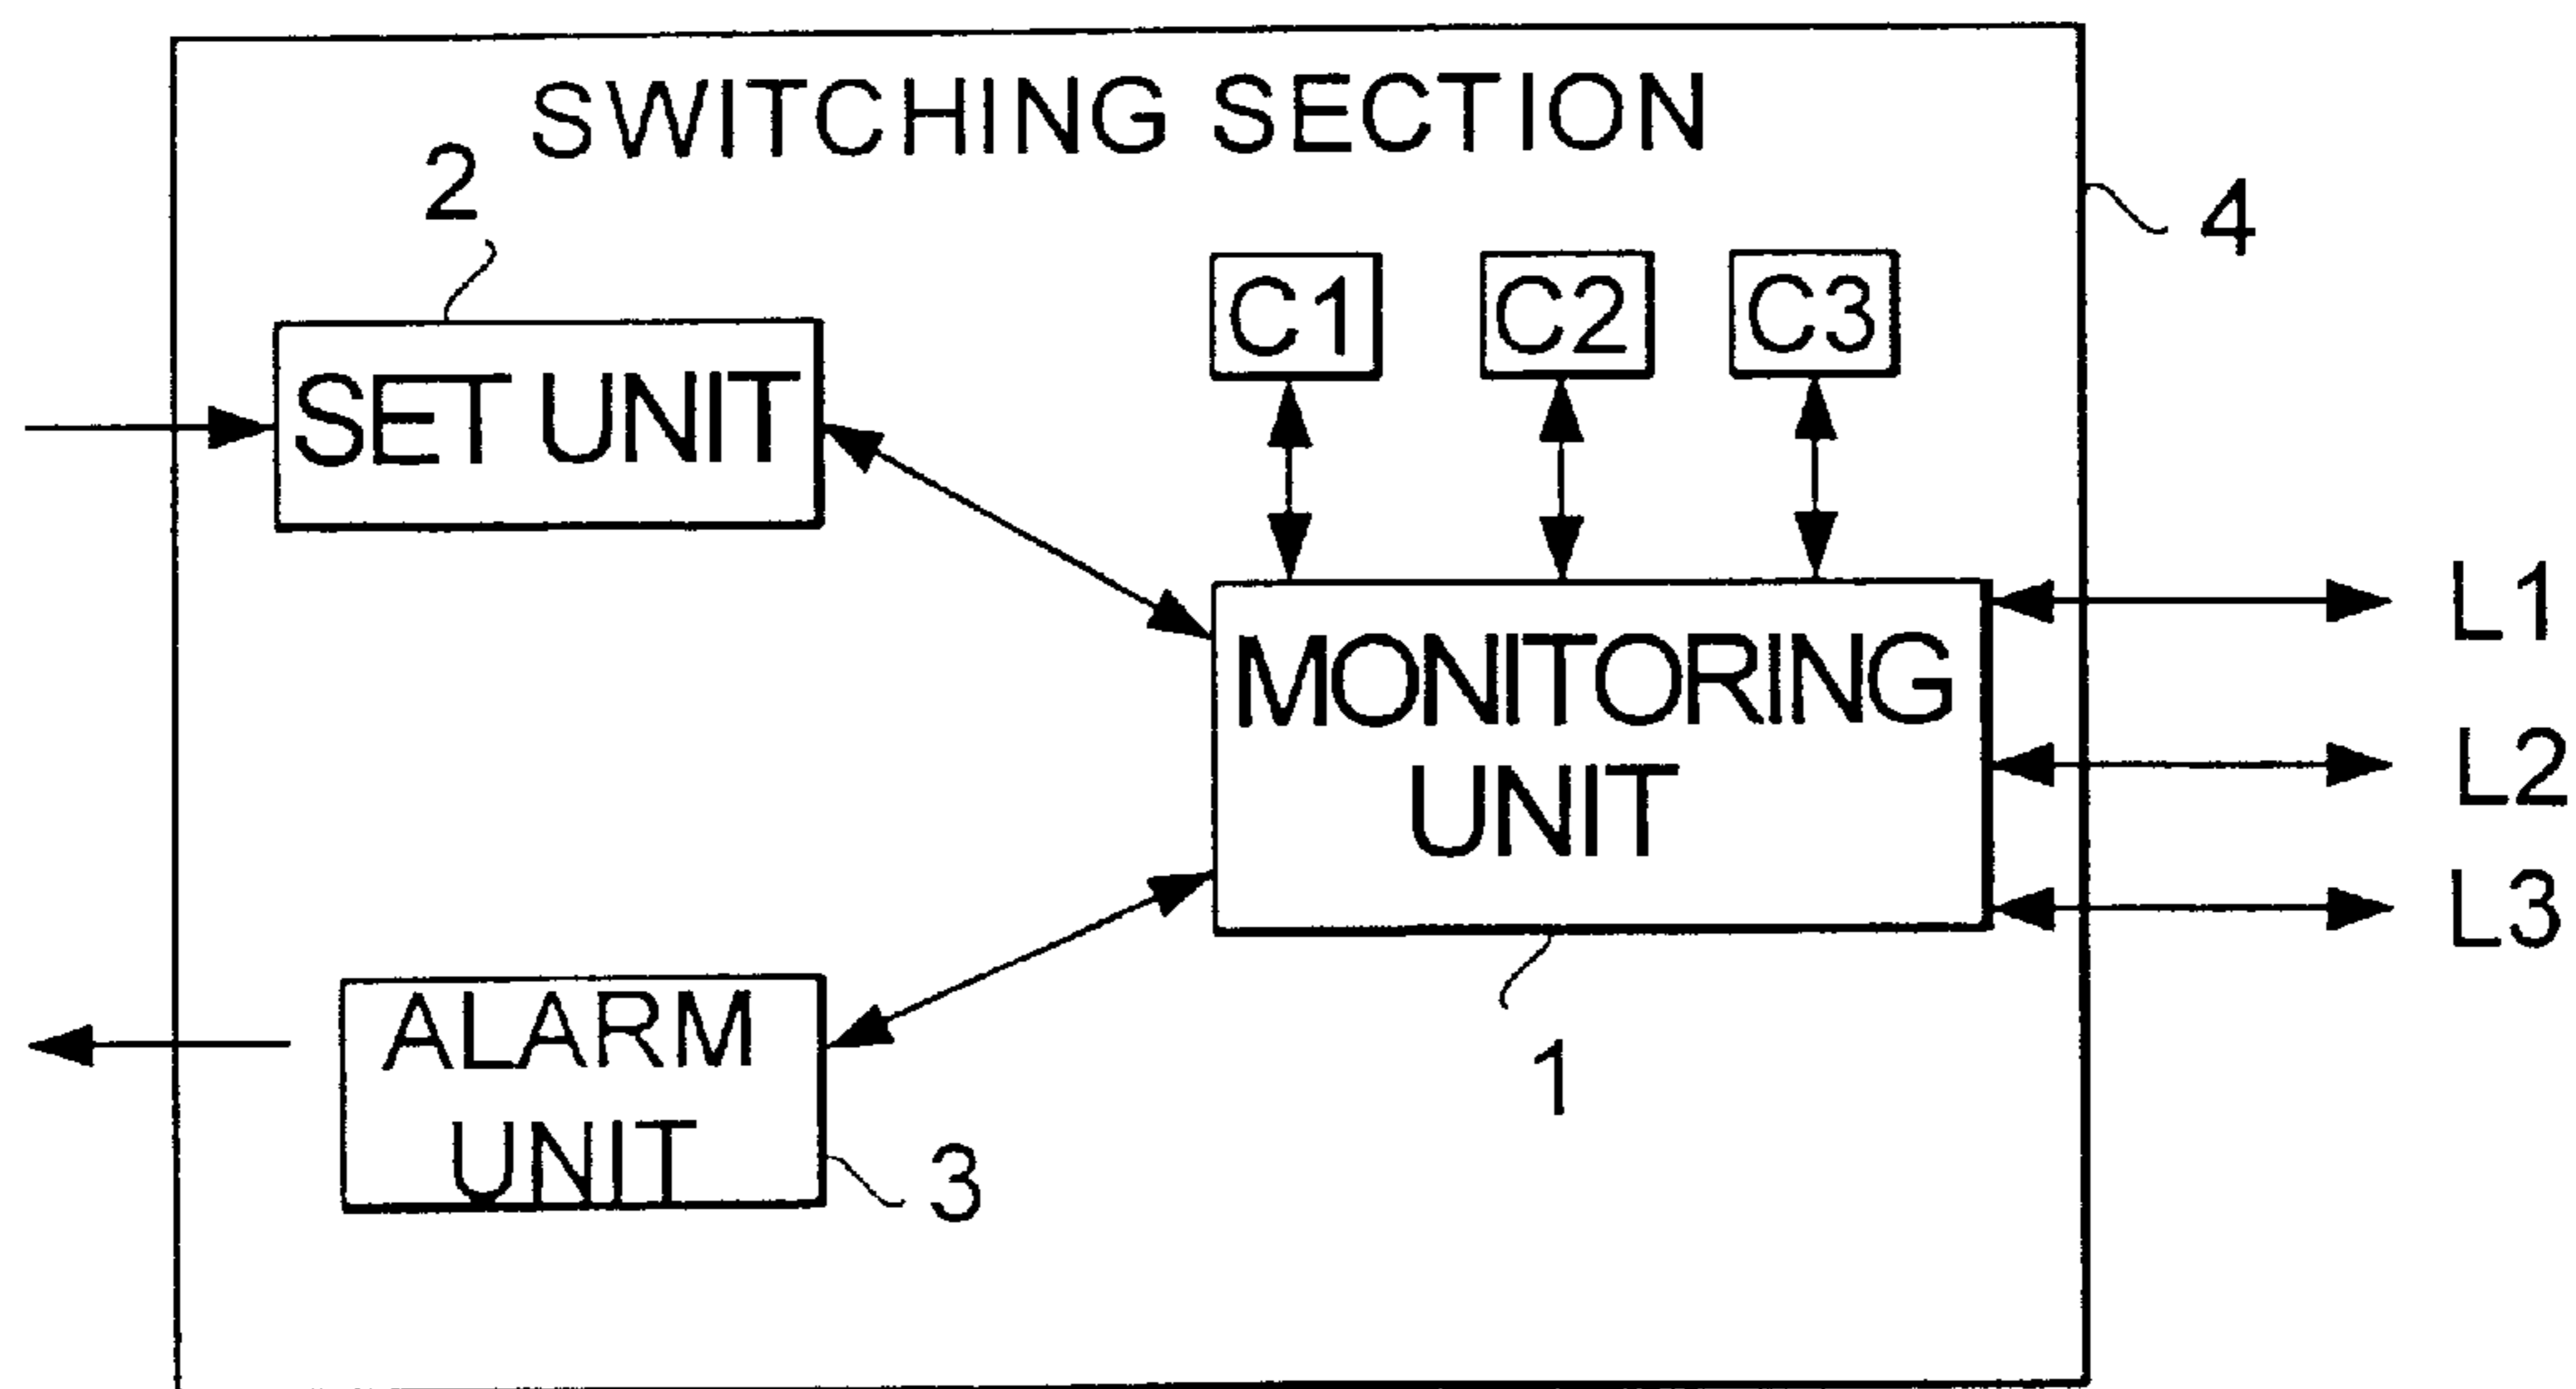 SWITCHING SECTION
2
4
C1
C2
C3
SET UNIT
MONITORING
UNIT
L1
L2
L3
1
ALARM
UNIT
3